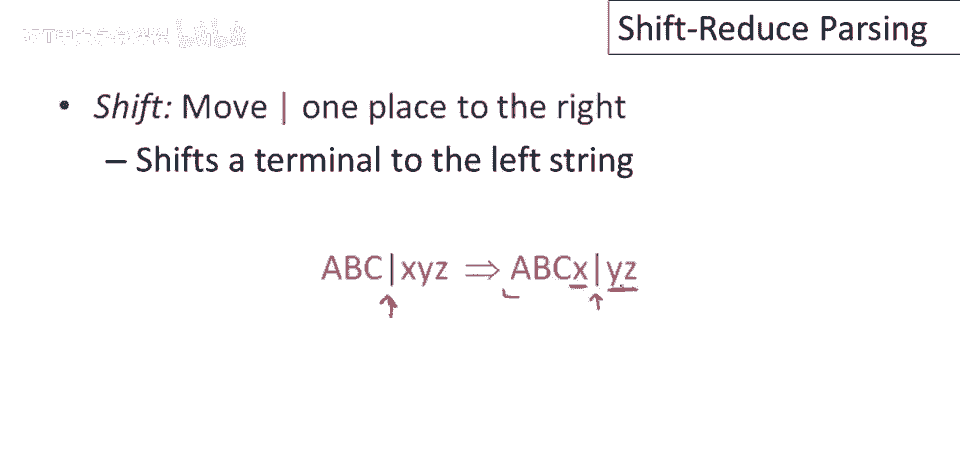 Shift-Reduce Parsing
• Shift: Move | one place to the right
– Shifts a terminal to the left string
ABC|xyz ⇒ ABCx|yz